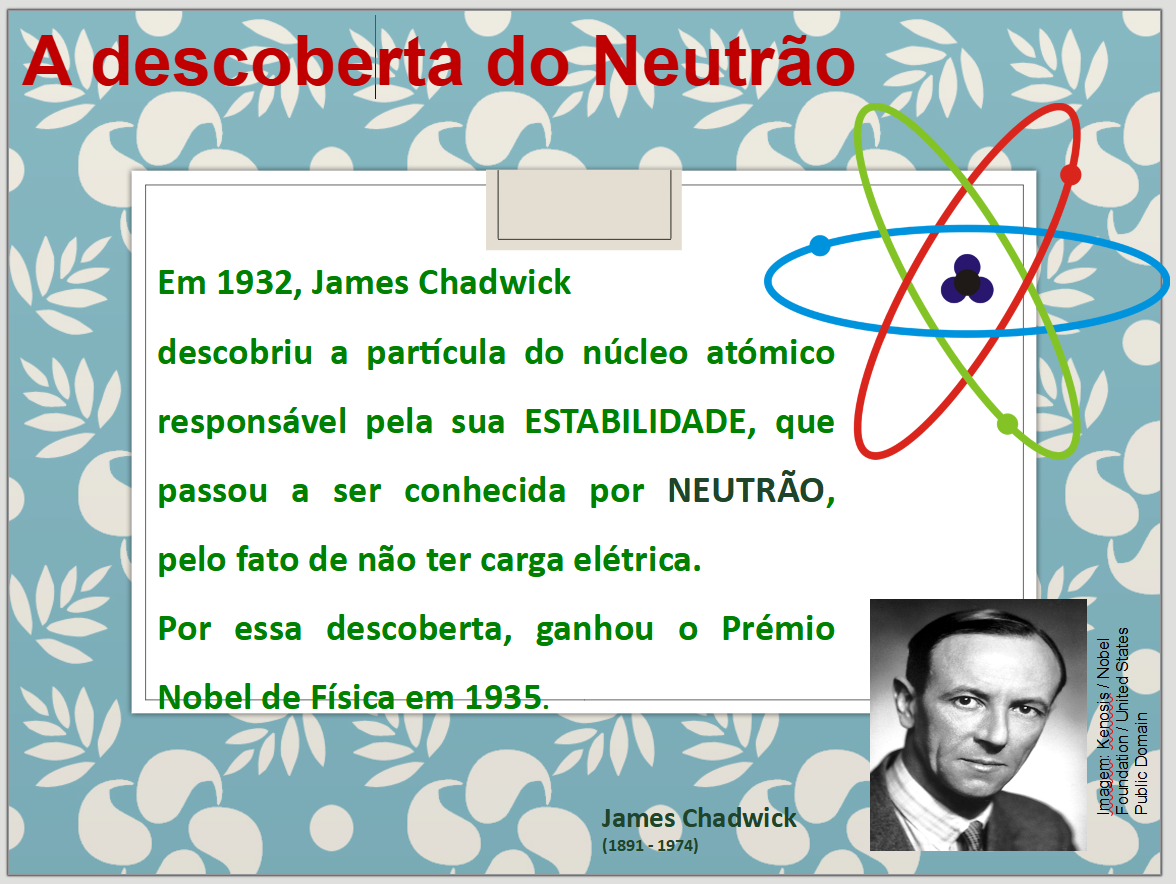 A descoberta do Neutrão
Em 1932, James Chadwick
descobriu a partícula do núcleo atómico
responsável pela sua ESTABILIDADE, que
passou a ser conhecida por NEUTRÃO,
pelo fato de não ter carga elétrica.
Por essa descoberta, ganhou o Prémio
Nobel de Física em 1935.
James Chadwick
(1891 - 1974)
Imagem: Kenosis / Nobel
Foundation / United States
Public Domain